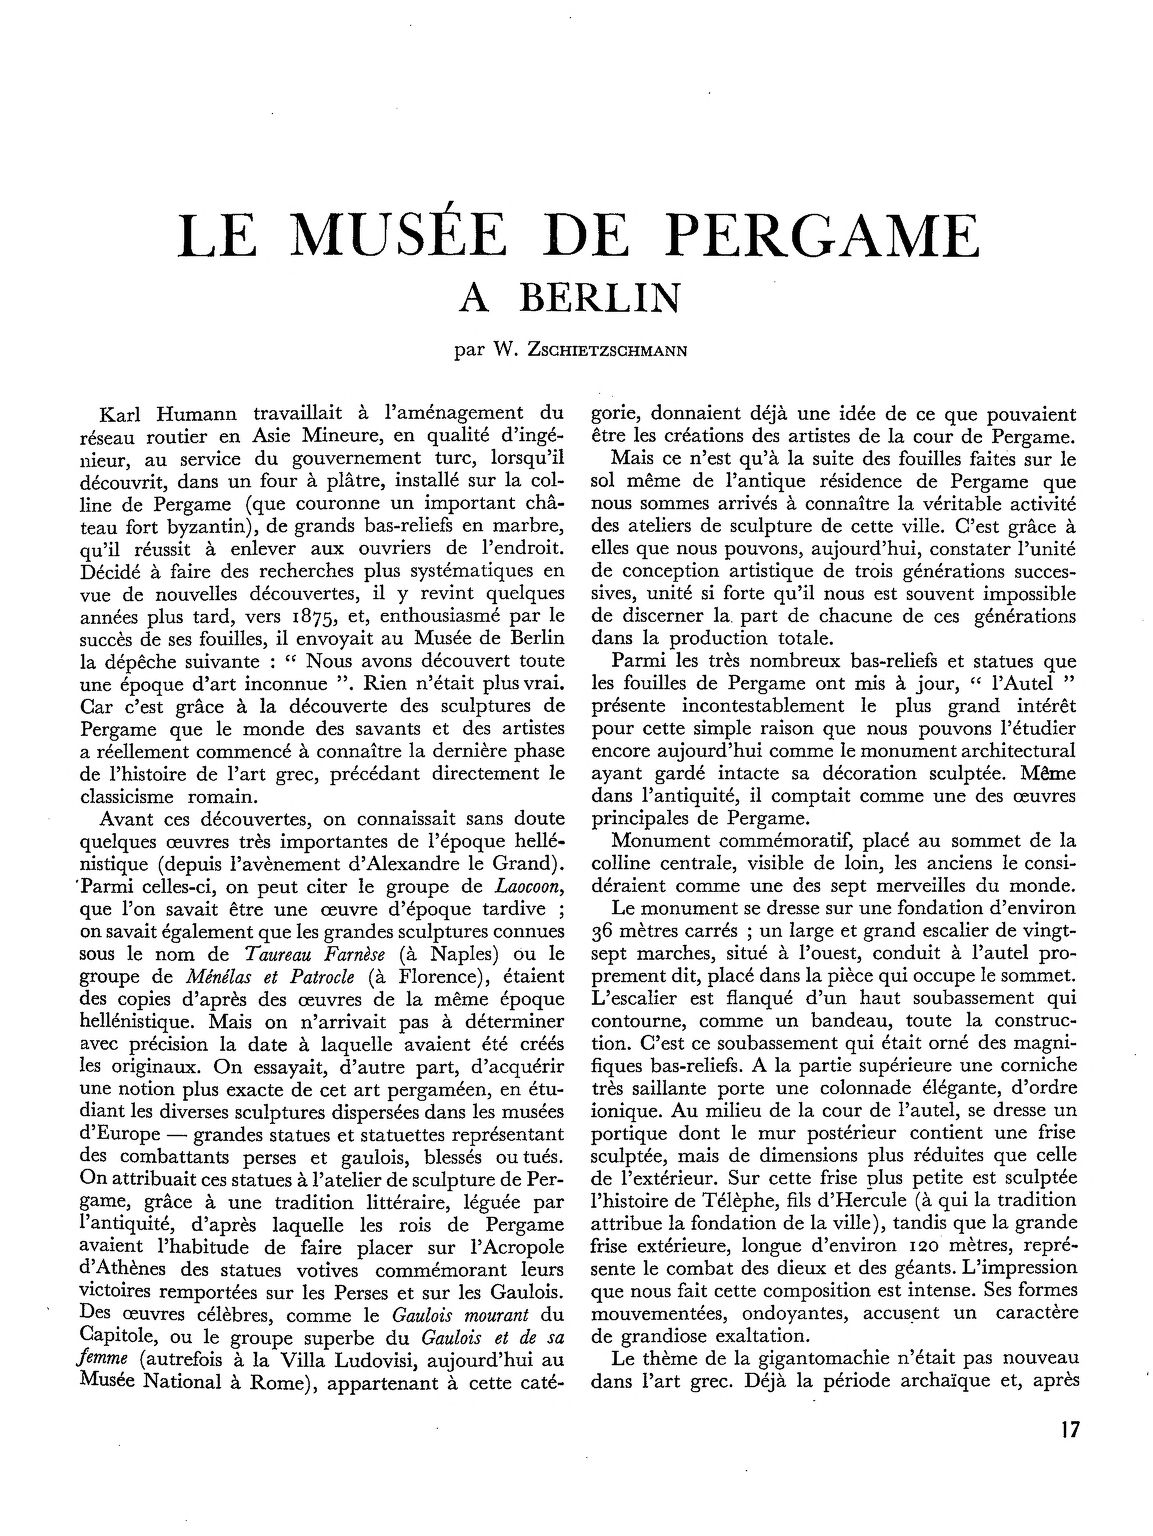 LE MUSÉE DE PERGAME
A BERLIN
par W. ZSCHIETZSCHMANN
Karl Humann travaillait à l'aménagement du
réseau routier en Asie Mineure, en qualité d'ingé-
nieur, au service du gouvernement turc, lorsqu'il
découvrit, dans un four à plâtre, installé sur la col-
line de Pergame (que couronne un important châ-
teau fort byzantin), de grands bas-reliefs en marbre,
qu'il réussit à enlever aux ouvriers de l'endroit.
Décidé à faire des recherches plus systématiques en
vue de nouvelles découvertes, il y revint quelques
années plus tard, vers 1875, et, enthousiasmé par le
succès de ses fouilles, il envoyait au Musée de Berlin
la dépêche suivante : “ Nous avons découvert toute
une époque d'art inconnue ”. Rien n'était plus vrai.
Car c'est grâce à la découverte des sculptures de
Pergame que le monde des savants et des artistes
a réellement commencé à connaître la dernière phase
de l'histoire de l'art grec, précédant directement le
classicisme romain.
Avant ces découvertes, on connaissait sans doute
quelques œuvres très importantes de l'époque hellé-
nistique (depuis l'avènement d'Alexandre le Grand).
Parmi celles-ci, on peut citer le groupe de Laocoon,
que l'on savait être une œuvre d'époque tardive ;
on savait également que les grandes sculptures connues
sous le nom de Taureau Farnèse (à Naples) ou le
groupe de Ménélas et Patrocle (à Florence), étaient
des copies d'après des œuvres de la même époque
hellénistique. Mais on n'arrivait pas à déterminer
avec précision la date à laquelle avaient été créés
les originaux. On essayait, d'autre part, d'acquérir
une notion plus exacte de cet art pergaméen, en étu-
diant les diverses sculptures dispersées dans les musées
d'Europe — grandes statues et statuettes représentant
des combattants perses et gaulois, blessés ou tués.
On attribuait ces statues à l'atelier de sculpture de Per-
game, grâce à une tradition littéraire, léguée par
l'antiquité, d'après laquelle les rois de Pergame
avaient l'habitude de faire placer sur l'Acropole
d'Athènes des statues votives commémorant leurs
victoires remportées sur les Perses et sur les Gaulois.
Des œuvres célèbres, comme le Gaulois mourant du
Capitole, ou le groupe superbe du Gaulois et de sa
femme (autrefois à la Villa Ludovisi, aujourd'hui au
Musée National à Rome), appartenant à cette caté-
gorie, donnaient déjà une idée de ce que pouvaient
être les créations des artistes de la cour de Pergame.
Mais ce n'est qu'à la suite des fouilles faites sur le
sol même de l'antique résidence de Pergame que
nous sommes arrivés à connaître la véritable activité
des ateliers de sculpture de cette ville. C'est grâce à
elles que nous pouvons, aujourd'hui, constater l'unité
de conception artistique de trois générations succes-
sives, unité si forte qu'il nous est souvent impossible
de discerner la part de chacune de ces générations
dans la production totale.
Parmi les très nombreux bas-reliefs et statues que
les fouilles de Pergame ont mis à jour, “ l'Autel ”
présente incontestablement le plus grand intérêt
pour cette simple raison que nous pouvons l'étudier
encore aujourd'hui comme le monument architectural
ayant gardé intacte sa décoration sculptée. Même
dans l'antiquité, il comptait comme une des œuvres
principales de Pergame.
Monument commémoratif, placé au sommet de la
colline centrale, visible de loin, les anciens le consi-
déraient comme une des sept merveilles du monde.
Le monument se dresse sur une fondation d'environ
36 mètres carrés ; un large et grand escalier de vingt-
sept marches, situé à l'ouest, conduit à l'autel pro-
prement dit, placé dans la pièce qui occupe le sommet.
L'escalier est flanqué d'un haut soubassement qui
contourne, comme un bandeau, toute la construc-
tion. C'est ce soubassement qui était orné des magni-
fiques bas-reliefs. A la partie supérieure une corniche
très saillante porte une colonnade élégante, d'ordre
ionique. Au milieu de la cour de l'autel, se dresse un
portique dont le mur postérieur contient une frise
sculptée, mais de dimensions plus réduites que celle
de l'extérieur. Sur cette frise plus petite est sculptée
l'histoire de Télèphe, fils d'Hercule (à qui la tradition
attribue la fondation de la ville), tandis que la grande
frise extérieure, longue d'environ 120 mètres, repré-
sente le combat des dieux et des géants. L'impression
que nous fait cette composition est intense. Ses formes
mouvementées, ondoyantes, accusent un caractère
de grandiose exaltation.
Le thème de la gigantomachie n'était pas nouveau
dans l'art grec. Déjà la période archaïque et, après
17